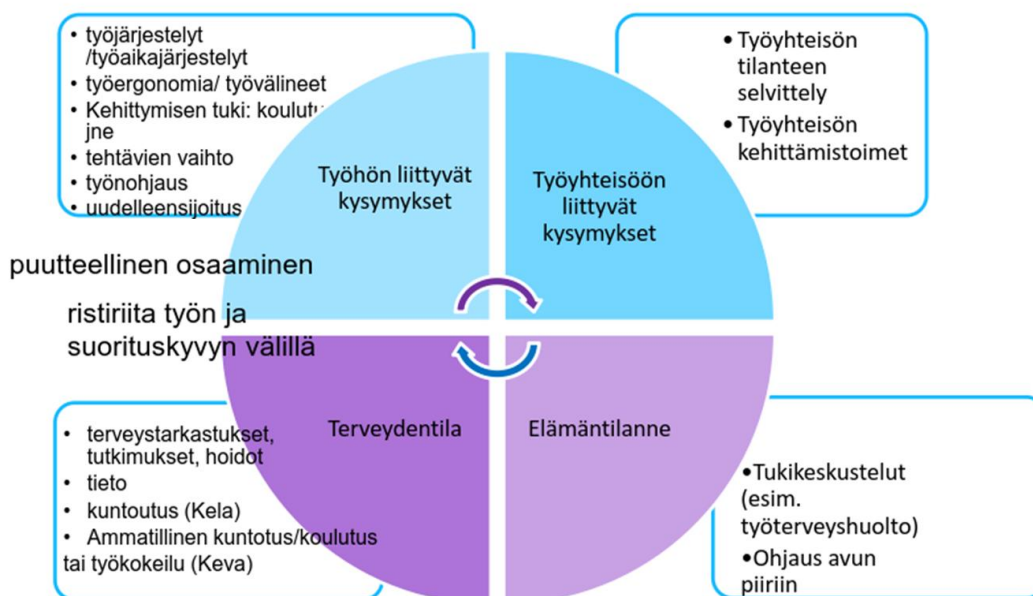 • työjärjestelyt
/työaikajärjestelyt
• työergonomia/ työvälineet
• Kehittymisen tuki: koulutu
jne
• tehtävien vaihto
• työnohjaus
• uudelleensijoitus
Työhön liittyvät
kysymykset
Työyhteisöön
liittyvät
kysymykset
•Työyhteisön
tilanteen
selvittely
•Työyhteisön
kehittämistoimet
puutteellinen osaaminen
ristiriita työn ja
suorituskyvyn välillä
Terveydentila
Elämäntilanne
• terveystarkastukset,
tutkimukset, hoidot
• tieto
• kuntoutus (Kela)
• Ammatillinen kuntotus/koulutus
tai työkokeilu (Keva)
•Tukikeskustelut
(esim.
työterveyshuolto)
•Ohjaus avun
piiriin